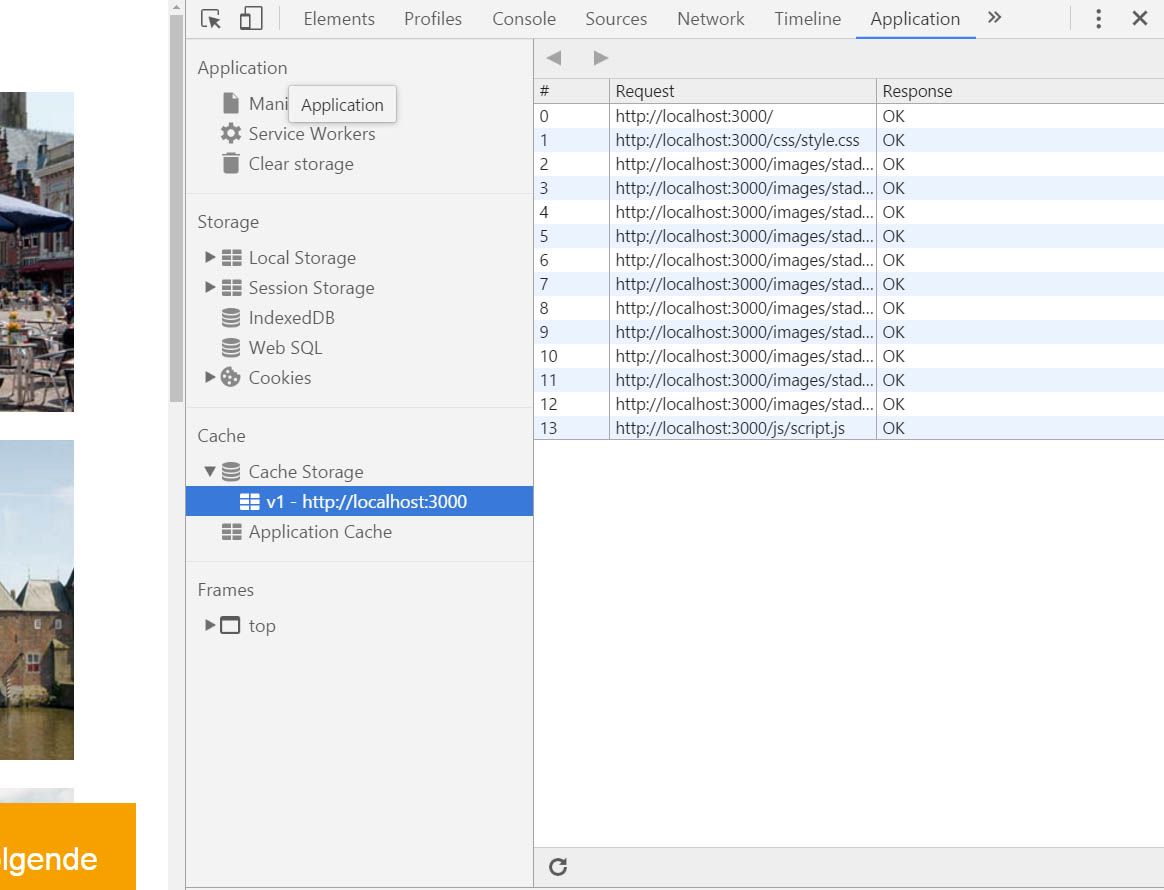 Elements Profiles Console Sources Network Timeline Application »
Application
Mani
Application
Service Workers
Clear storage
Storage
Local Storage
Session Storage
IndexedDB
Web SQL
Cookies
Cache
Cache Storage
v1 - http://localhost:3000
Application Cache
Frames
top
# Request Response
0 http://localhost:3000/ OK
1 http://localhost:3000/css/style.css OK
2 http://localhost:3000/images/stad... OK
3 http://localhost:3000/images/stad... OK
4 http://localhost:3000/images/stad... OK
5 http://localhost:3000/images/stad... OK
6 http://localhost:3000/images/stad... OK
7 http://localhost:3000/images/stad... OK
8 http://localhost:3000/images/stad... OK
9 http://localhost:3000/images/stad... OK
10 http://localhost:3000/images/stad... OK
11 http://localhost:3000/images/stad... OK
12 http://localhost:3000/images/stad... OK
13 http://localhost:3000/js/script.js OK
lgende